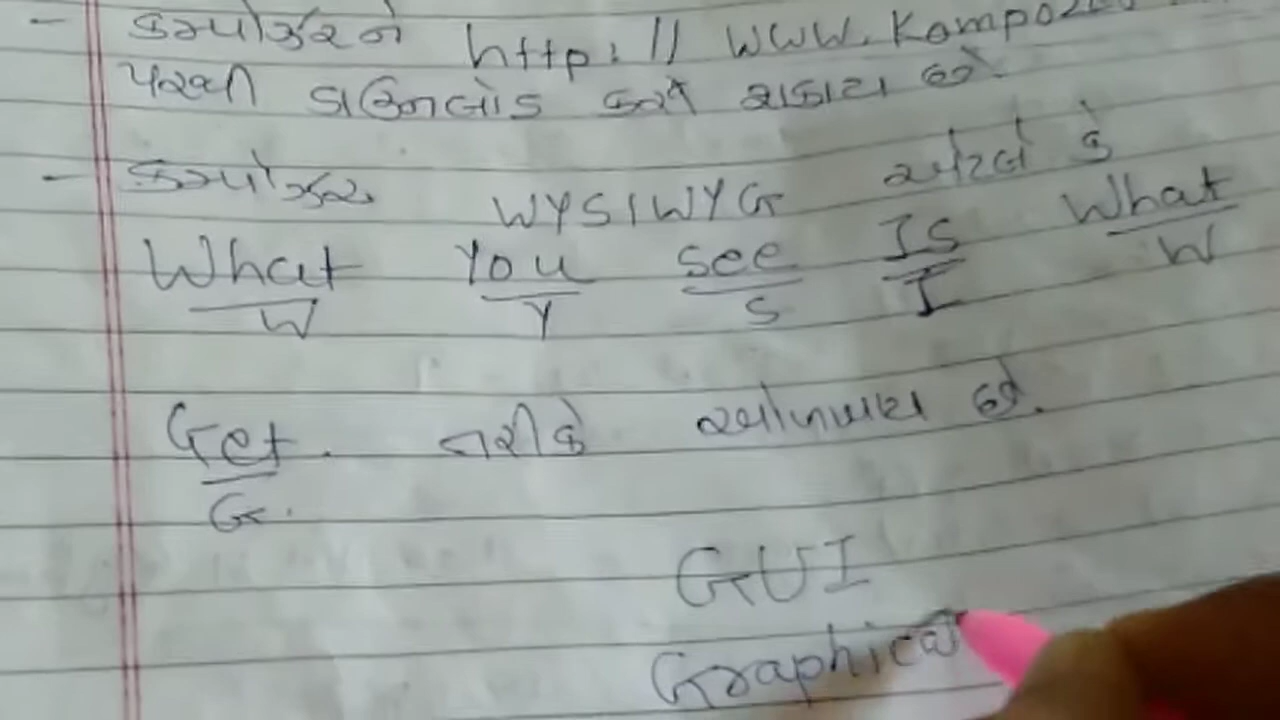 - કમ્પોઝરને http://www.Kompoz
પરથી ડાઉનલોડ કરી શકાય છે.
- કમ્પોઝર WYSIWYG એટલે કે
What You See Is What
W Y S I W
Get. તરીકે ઓળખાય છે.
G.
GUI
Graphical